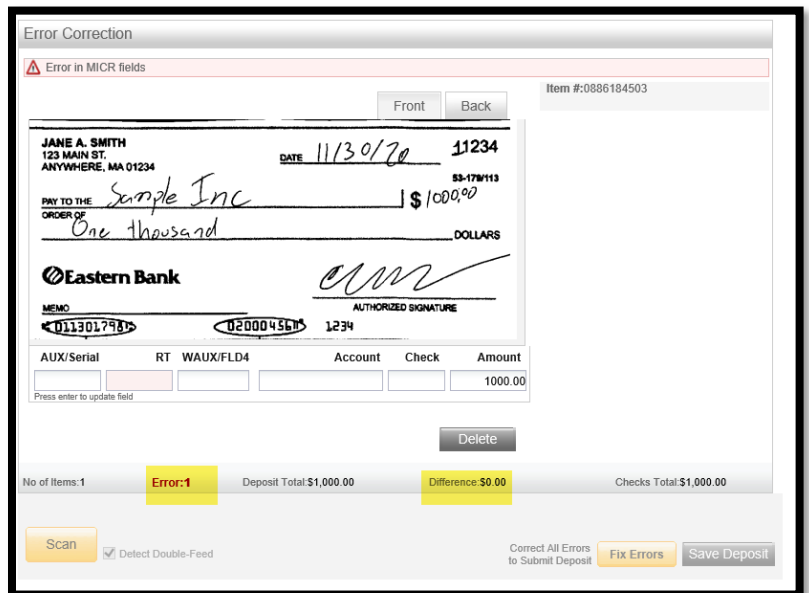 Error Correction
Error in MICR fields
Item #:0886184503
Front Back
JANE A. SMITH
123 MAIN ST.
ANYWHERE, MA 01234
DATE 11/30/20 11234
53-179/113
PAY TO THE ORDER OF Sample Inc $ 1000.00
One thousand DOLLARS
Eastern Bank
MEMO AUTHORIZED SIGNATURE
011301798 020004561 1234
AUX/Serial RT WAUX/FLD4 Account Check Amount
1000.00
Press enter to update field
Delete
No of Items:1 Error:1 Deposit Total:$1,000.00 Difference:$0.00 Checks Total:$1,000.00
Scan Detect Double-Feed Correct All Errors to Submit Deposit Fix Errors Save Deposit